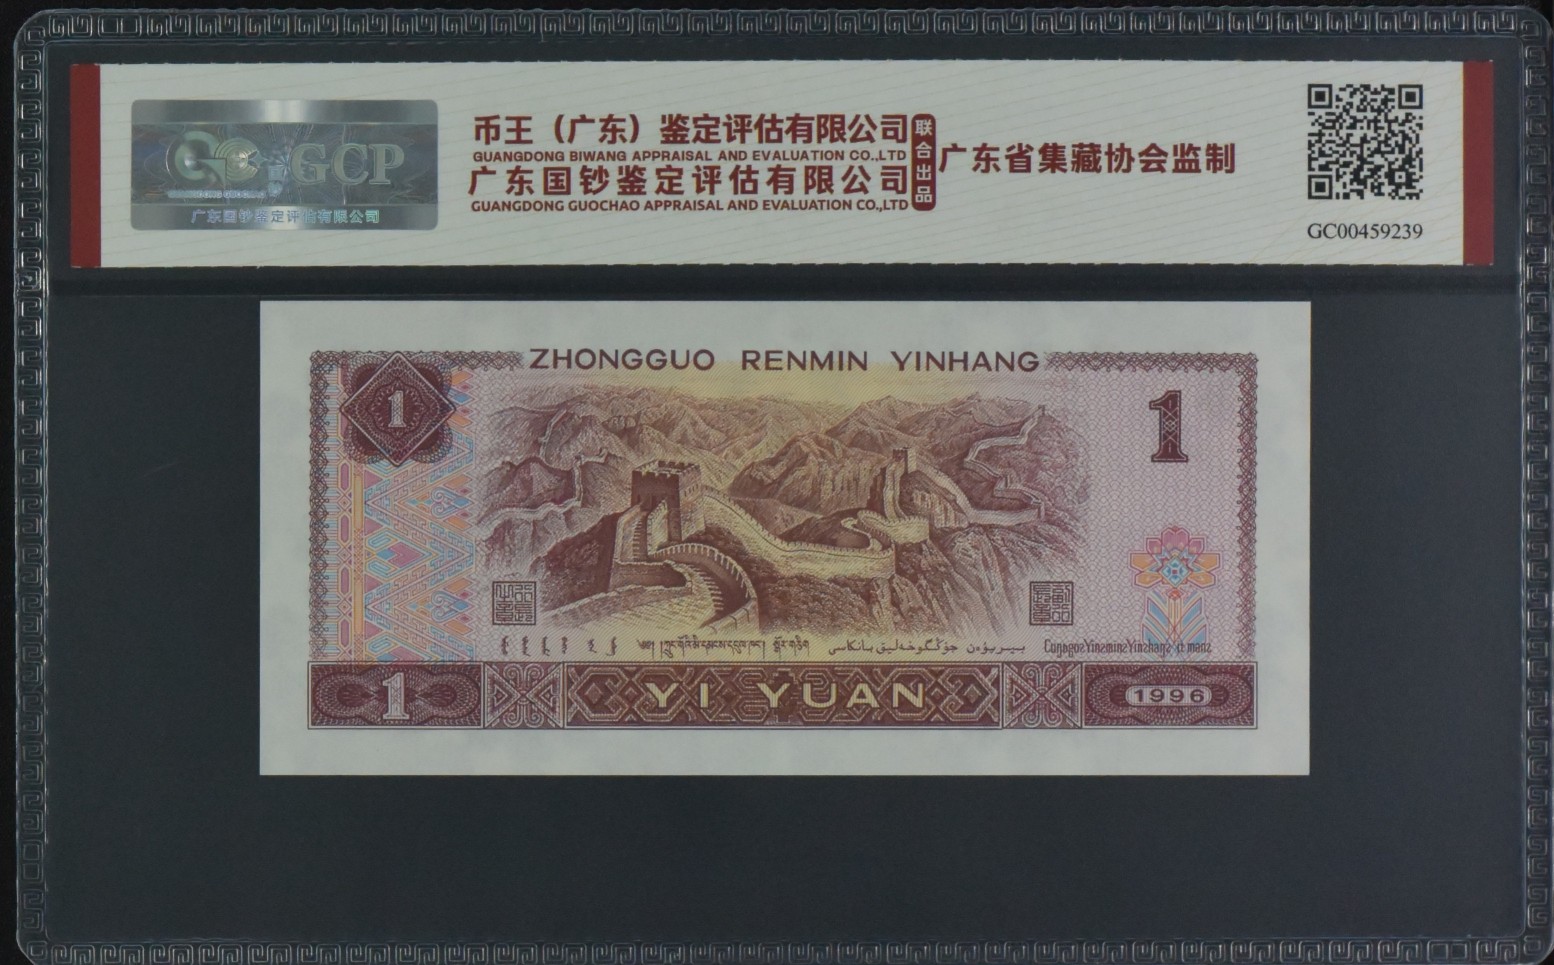 GCP
广东国钞鉴定评估有限公司
币王（广东）鉴定评估有限公司
GUANGDONG BIWANG APPRAISAL AND EVALUATION CO.,LTD
广东国钞鉴定评估有限公司
GUANGDONG GUOCHAO APPRAISAL AND EVALUATION CO.,LTD
联合出品
广东省集藏协会监制
GC00459239
ZHONGGUO RENMIN YINHANG
1
1
1
YI YUAN
1996